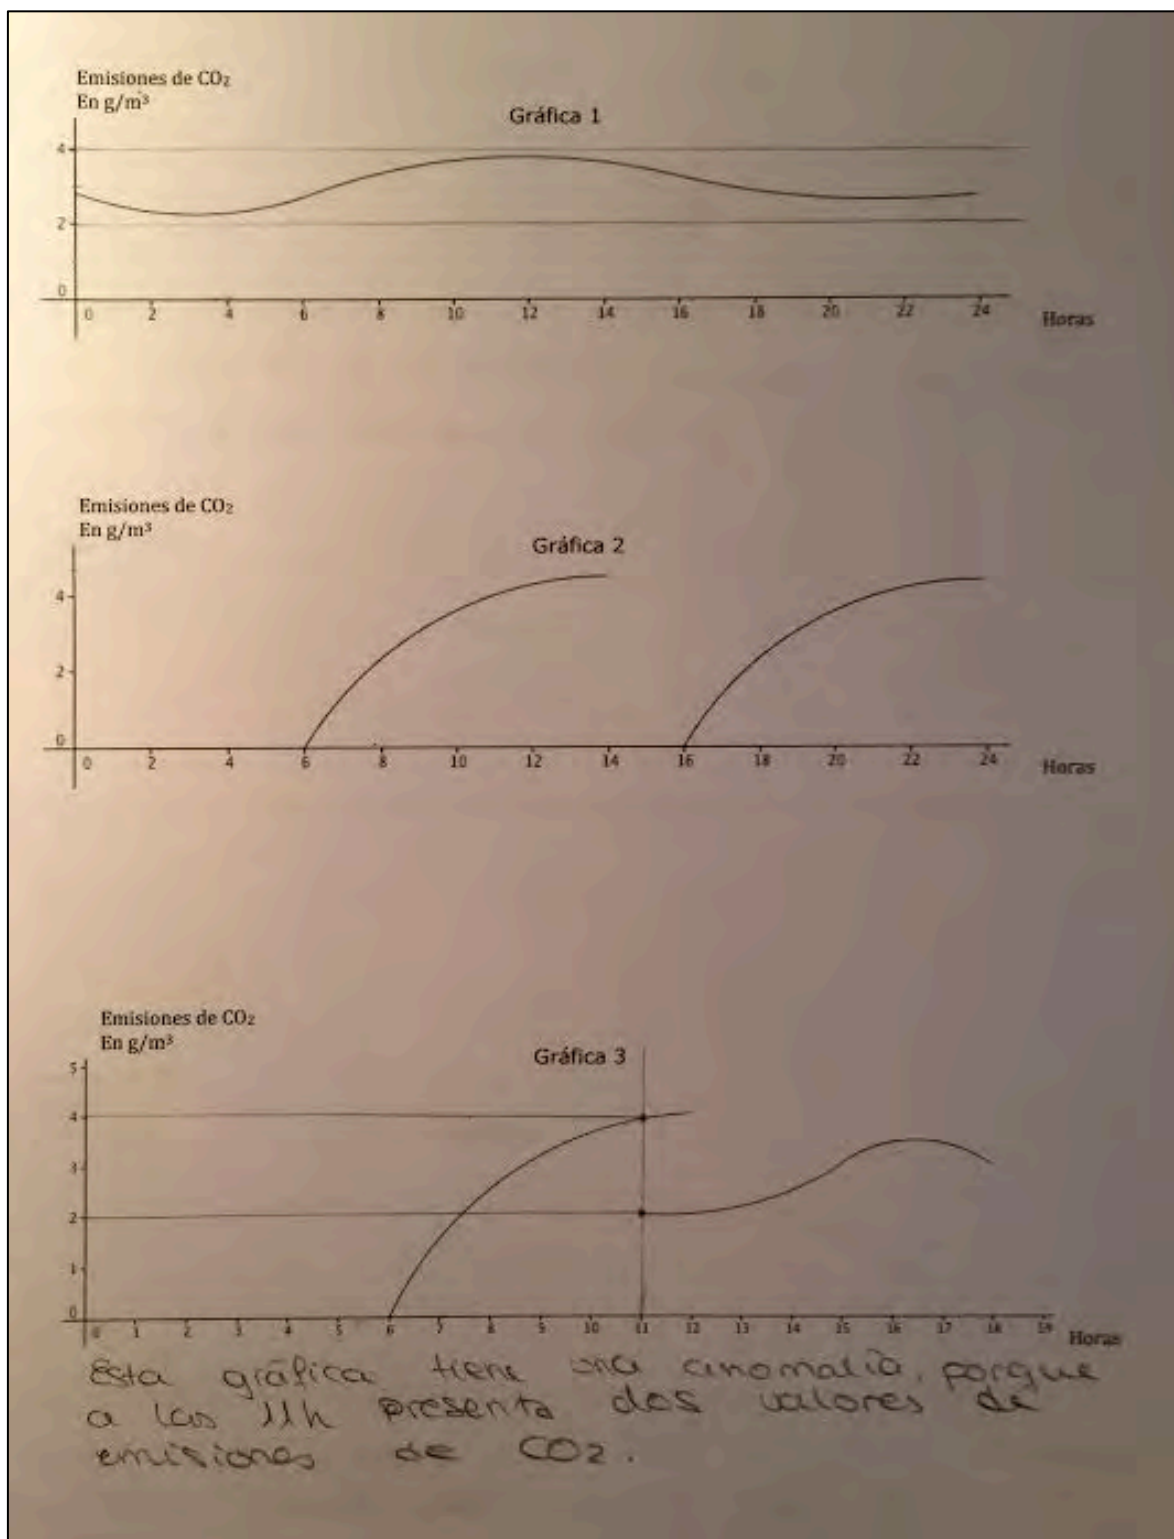 Emisiones de CO₂
En g/m³
Gráfica 1
4
2
0
0 2 4 6 8 10 12 14 16 18 20 22 24 Horas
Emisiones de CO₂
En g/m³
Gráfica 2
4
2
0
0 2 4 6 8 10 12 14 16 18 20 22 24 Horas
Emisiones de CO₂
En g/m³
Gráfica 3
5
4
3
2
1
0
0 1 2 3 4 5 6 7 8 9 10 11 12 13 14 15 16 17 18 19 Horas
Esta gráfica tiene una anomalía, porque
a las 11h presenta dos valores de
emisiones de CO2.